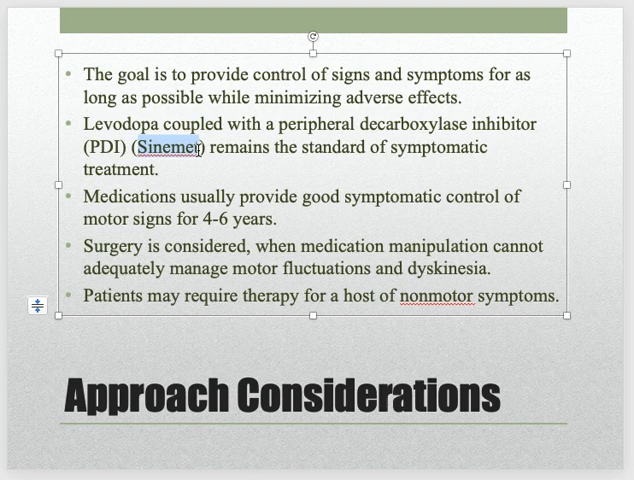 • The goal is to provide control of signs and symptoms for as
long as possible while minimizing adverse effects.
• Levodopa coupled with a peripheral decarboxylase inhibitor
(PDI) (Sinemet) remains the standard of symptomatic
treatment.
• Medications usually provide good symptomatic control of
motor signs for 4-6 years.
• Surgery is considered, when medication manipulation cannot
adequately manage motor fluctuations and dyskinesia.
• Patients may require therapy for a host of nonmotor symptoms.
Approach Considerations